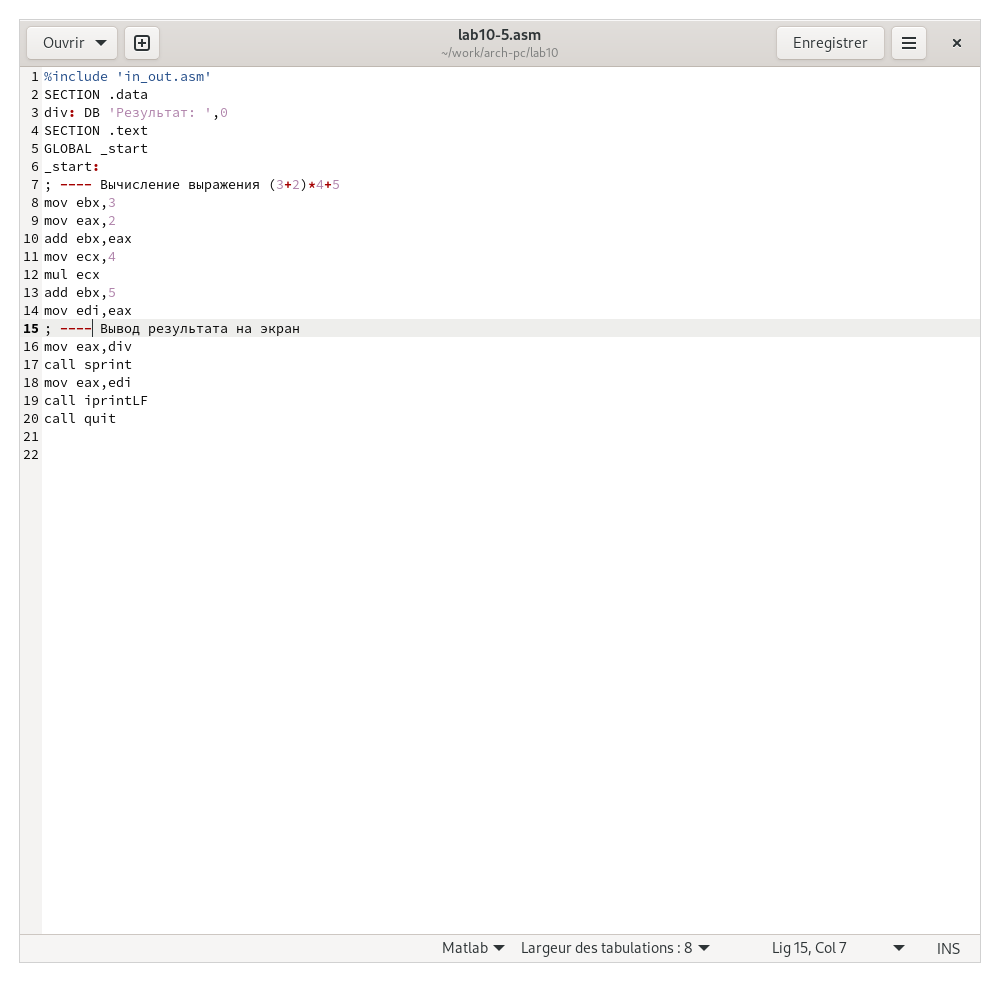 Ouvrir
lab10-5.asm
~/work/arch-pc/lab10
Enregistrer
1 %include 'in_out.asm'
2 SECTION .data
3 div: DB 'Результат: ',0
4 SECTION .text
5 GLOBAL _start
6 _start:
7 ; ---- Вычисление выражения (3+2)*4+5
8 mov ebx,3
9 mov eax,2
10 add ebx,eax
11 mov ecx,4
12 mul ecx
13 add ebx,5
14 mov edi,eax
15 ; ---- Вывод результата на экран
16 mov eax,div
17 call sprint
18 mov eax,edi
19 call iprintLF
20 call quit
21
22
Matlab Largeur des tabulations : 8 Lig 15, Col 7 INS